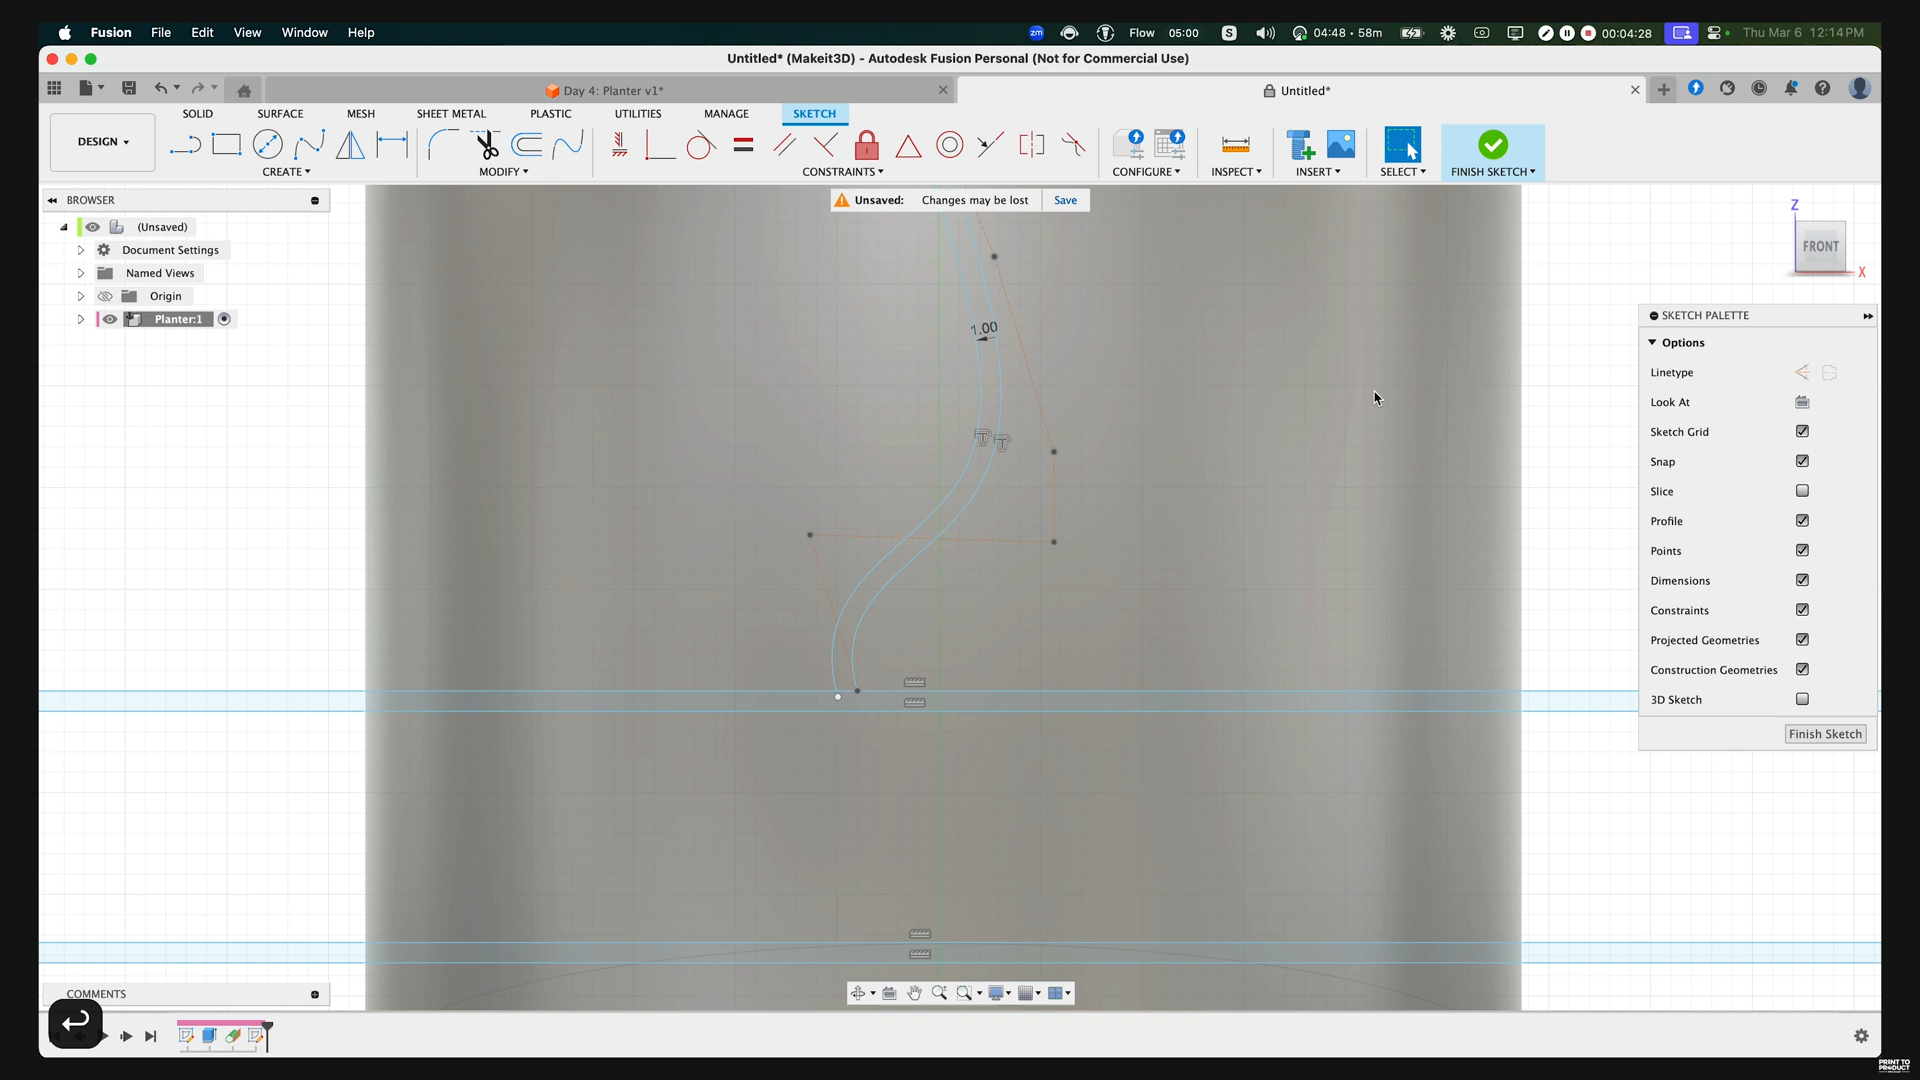 Fusion File Edit View Window Help
zm Flow 05:00 S 04:48 • 58m 00:04:28 Thu Mar 6 12:14 PM
Untitled* (Makeit3D) - Autodesk Fusion Personal (Not for Commercial Use)
Day 4: Planter v1* Untitled*
SOLID SURFACE MESH SHEET METAL PLASTIC UTILITIES MANAGE SKETCH
DESIGN
CREATE MODIFY CONSTRAINTS CONFIGURE INSPECT INSERT SELECT FINISH SKETCH
BROWSER
Unsaved: Changes may be lost Save
(Unsaved)
Document Settings
Named Views
Origin
Planter:1
Z
FRONT
X
1.00
SKETCH PALETTE
Options
Linetype
Look At
Sketch Grid
Snap
Slice
Profile
Points
Dimensions
Constraints
Projected Geometries
Construction Geometries
3D Sketch
Finish Sketch
COMMENTS
PRINT TO
PRODUCT